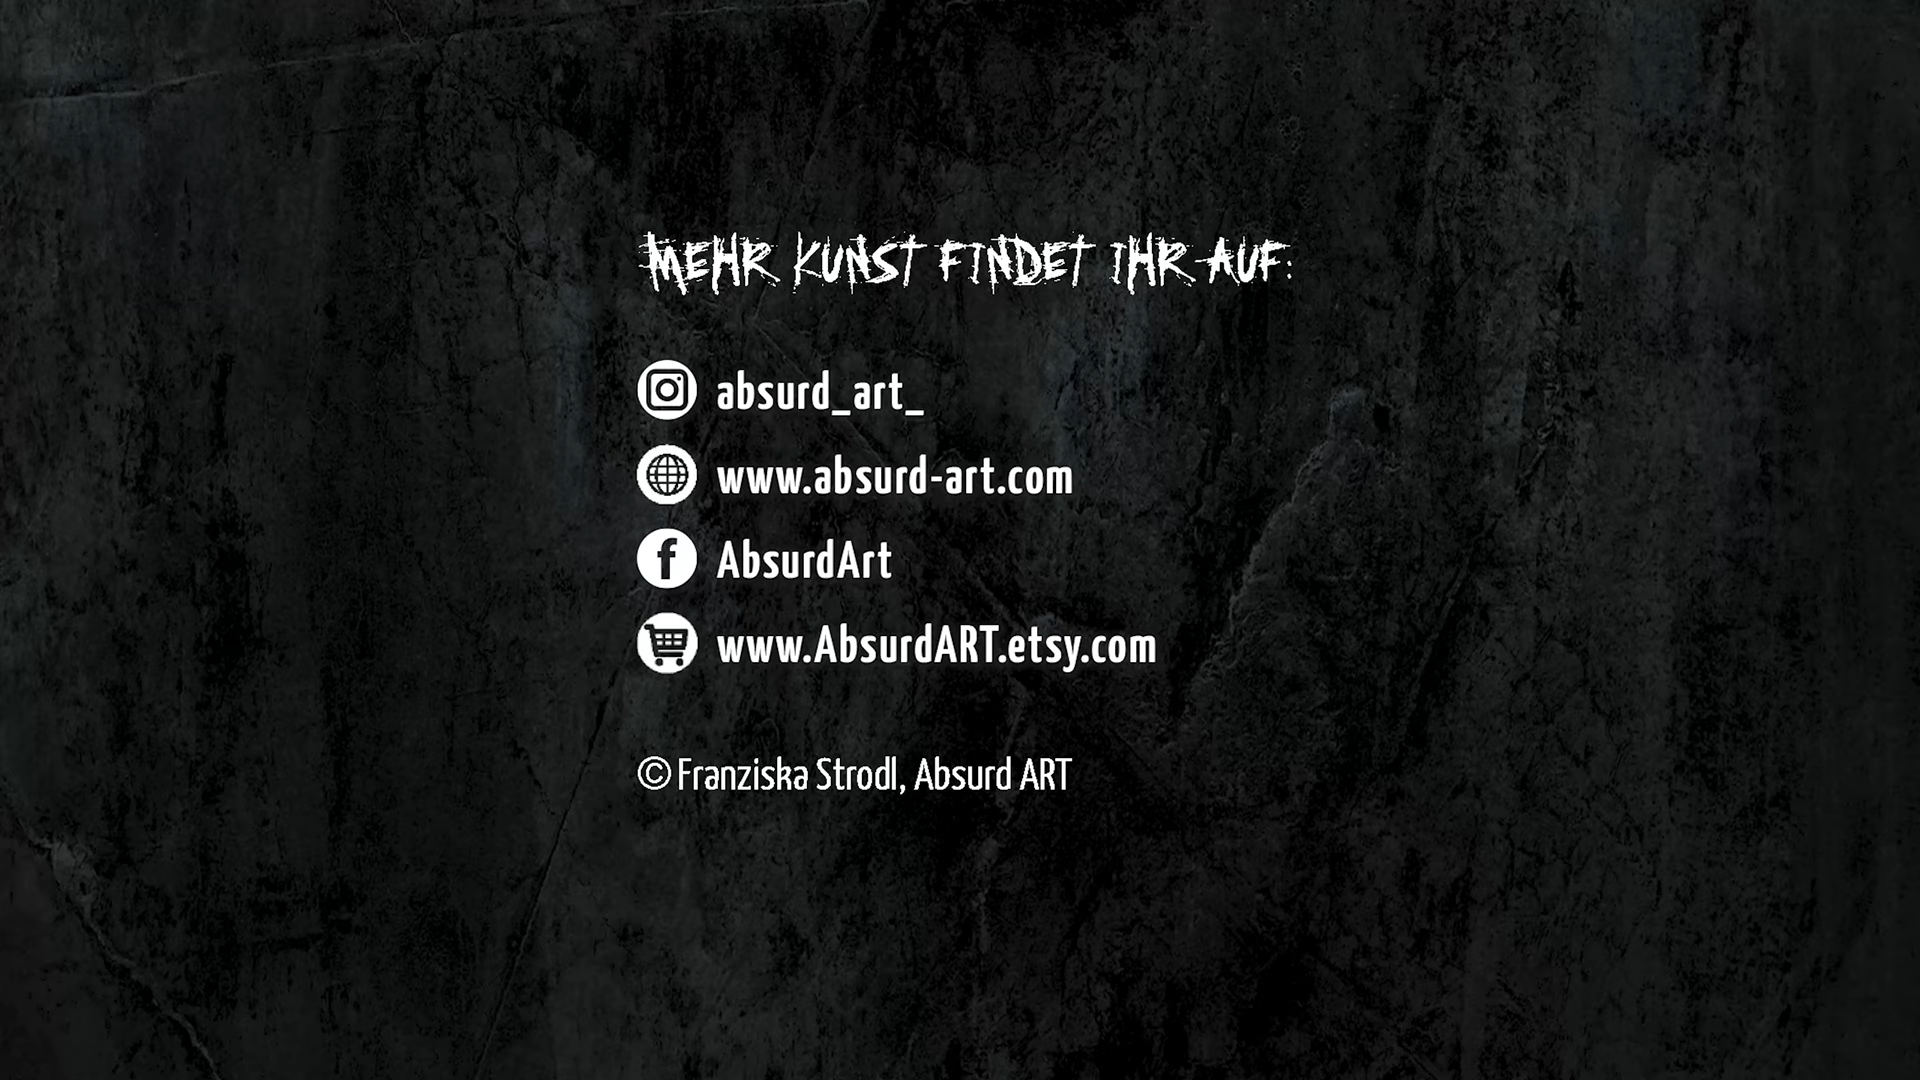 MEHR KUNST FINDET IHR AUF:
absurd_art_
www.absurd-art.com
AbsurdArt
www.AbsurdART.etsy.com
© Franziska Strodl, Absurd ART